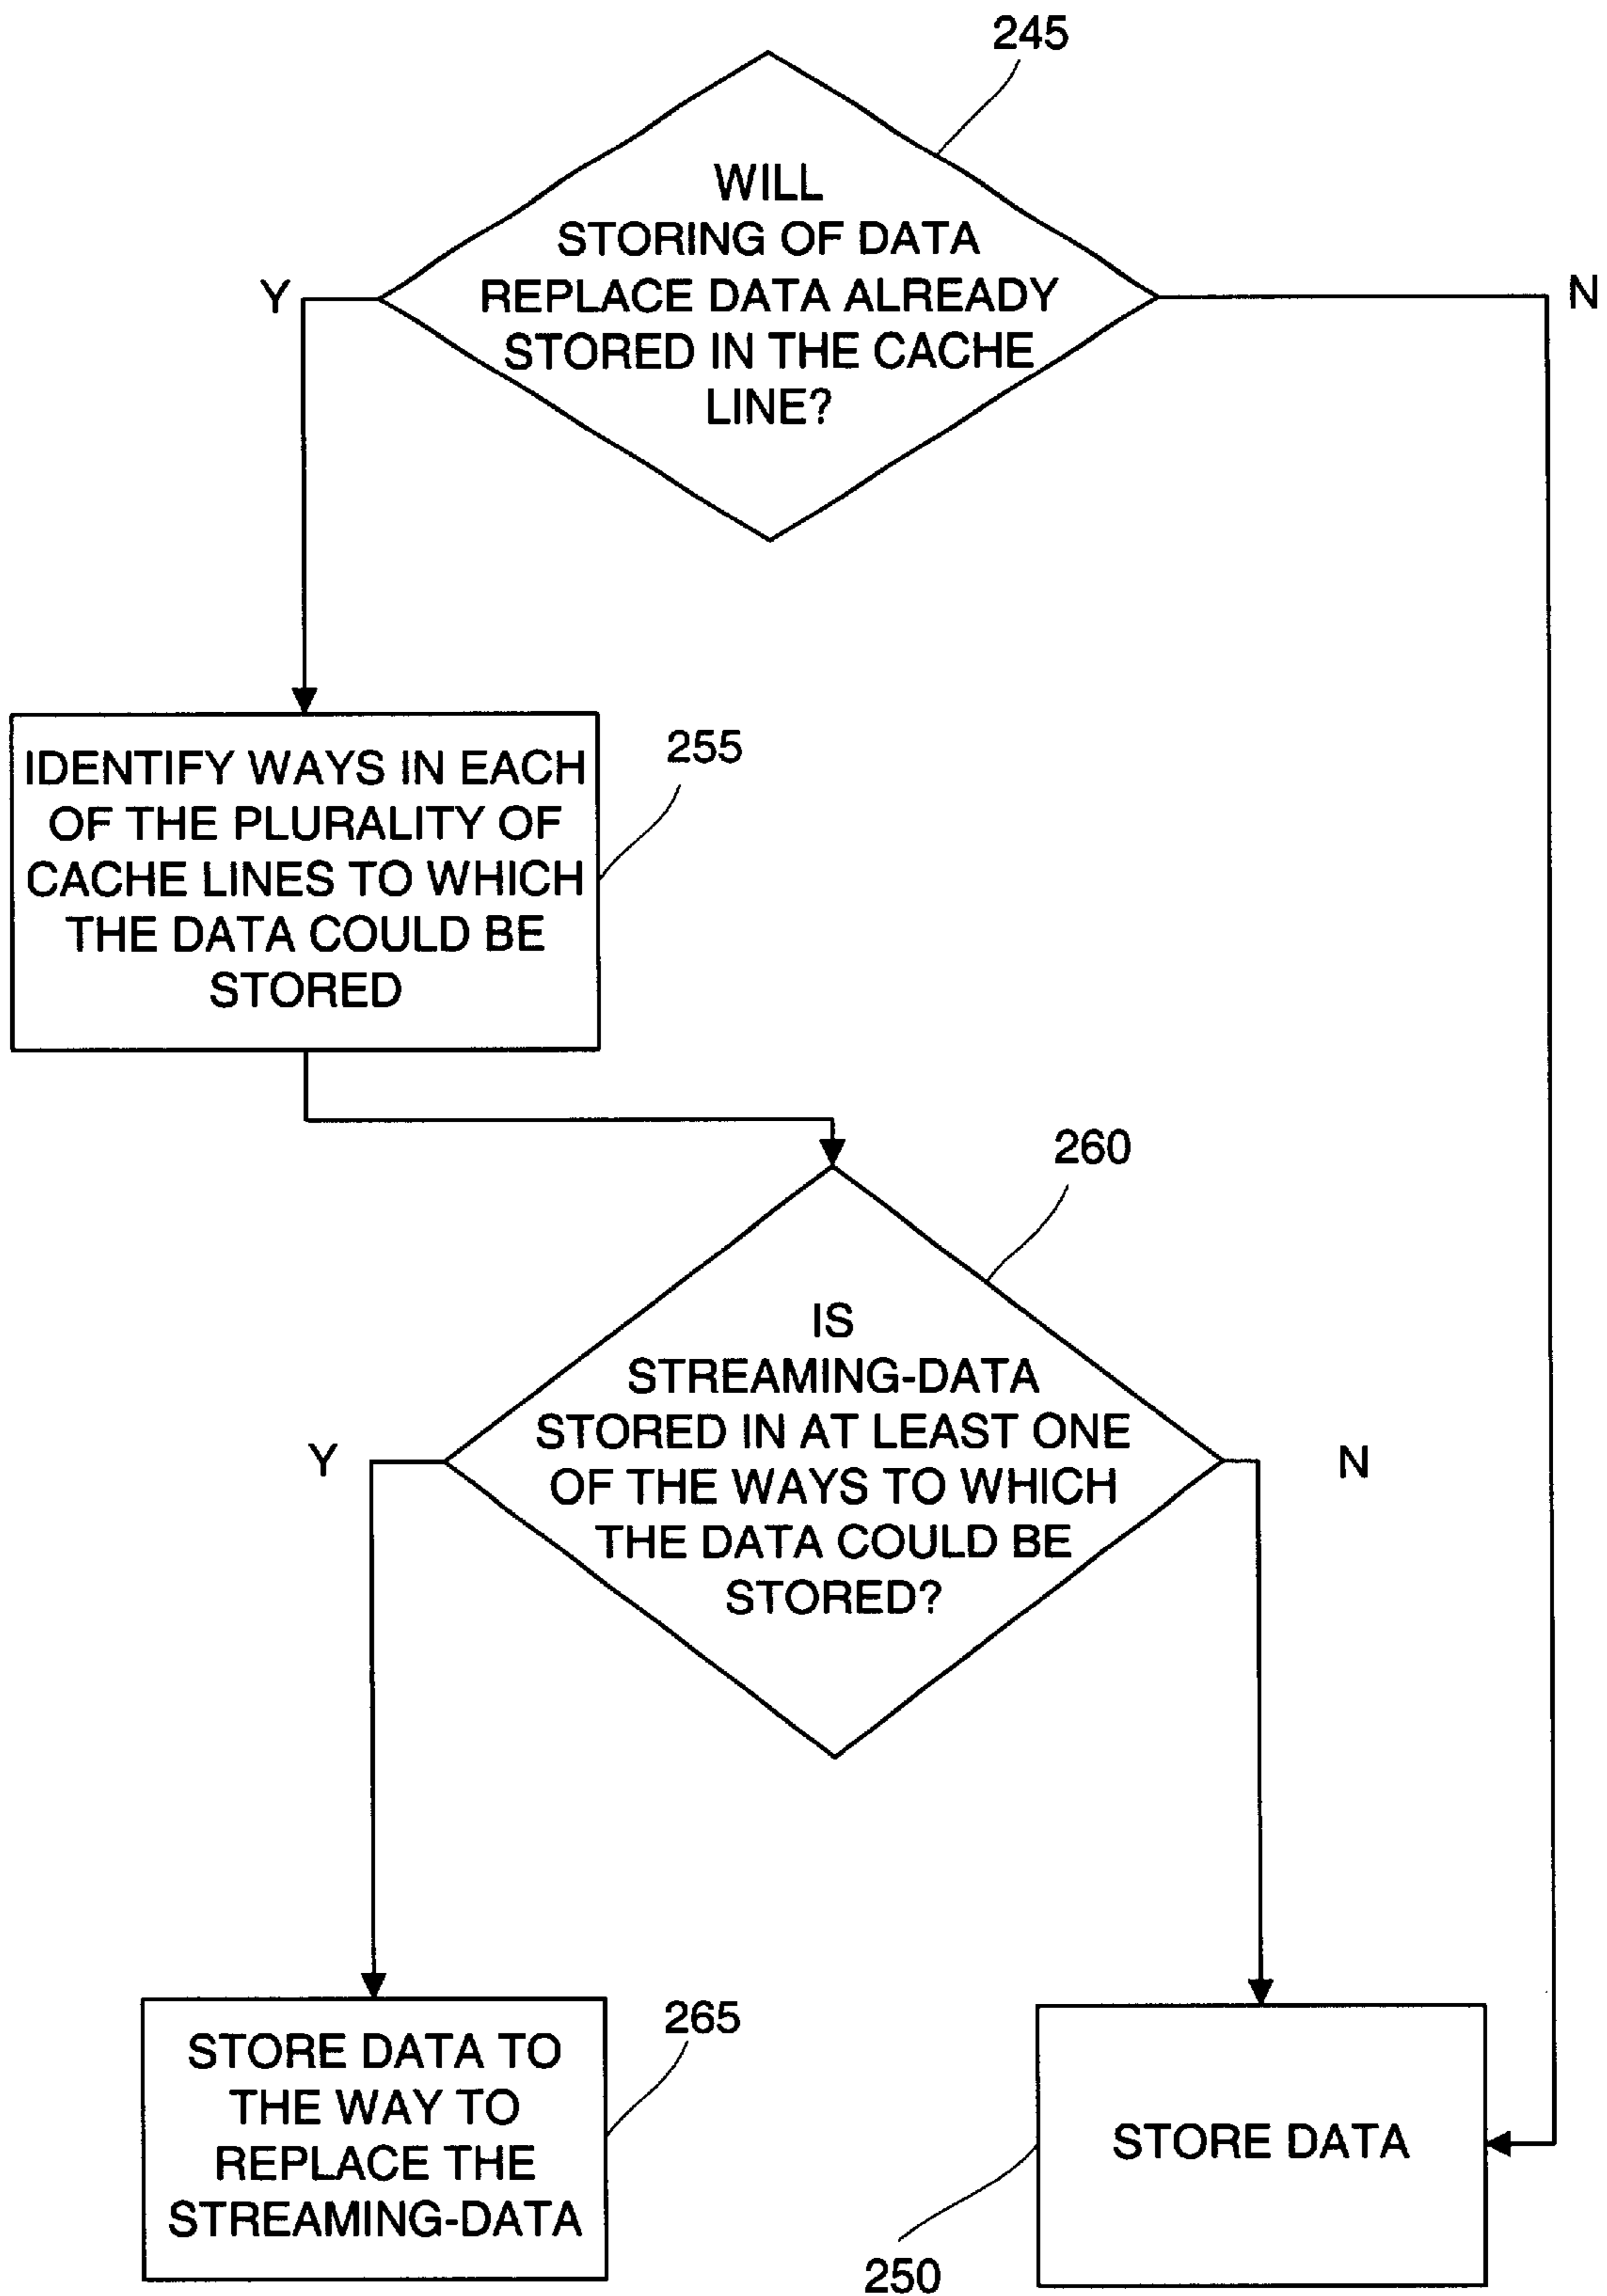 245
WILL
STORING OF DATA
REPLACE DATA ALREADY
STORED IN THE CACHE
LINE?
Y
N
255
IDENTIFY WAYS IN EACH
OF THE PLURALITY OF
CACHE LINES TO WHICH
THE DATA COULD BE
STORED
260
IS
STREAMING-DATA
STORED IN AT LEAST ONE
OF THE WAYS TO WHICH
THE DATA COULD BE
STORED?
Y
N
265
STORE DATA TO
THE WAY TO
REPLACE THE
STREAMING-DATA
STORE DATA
250